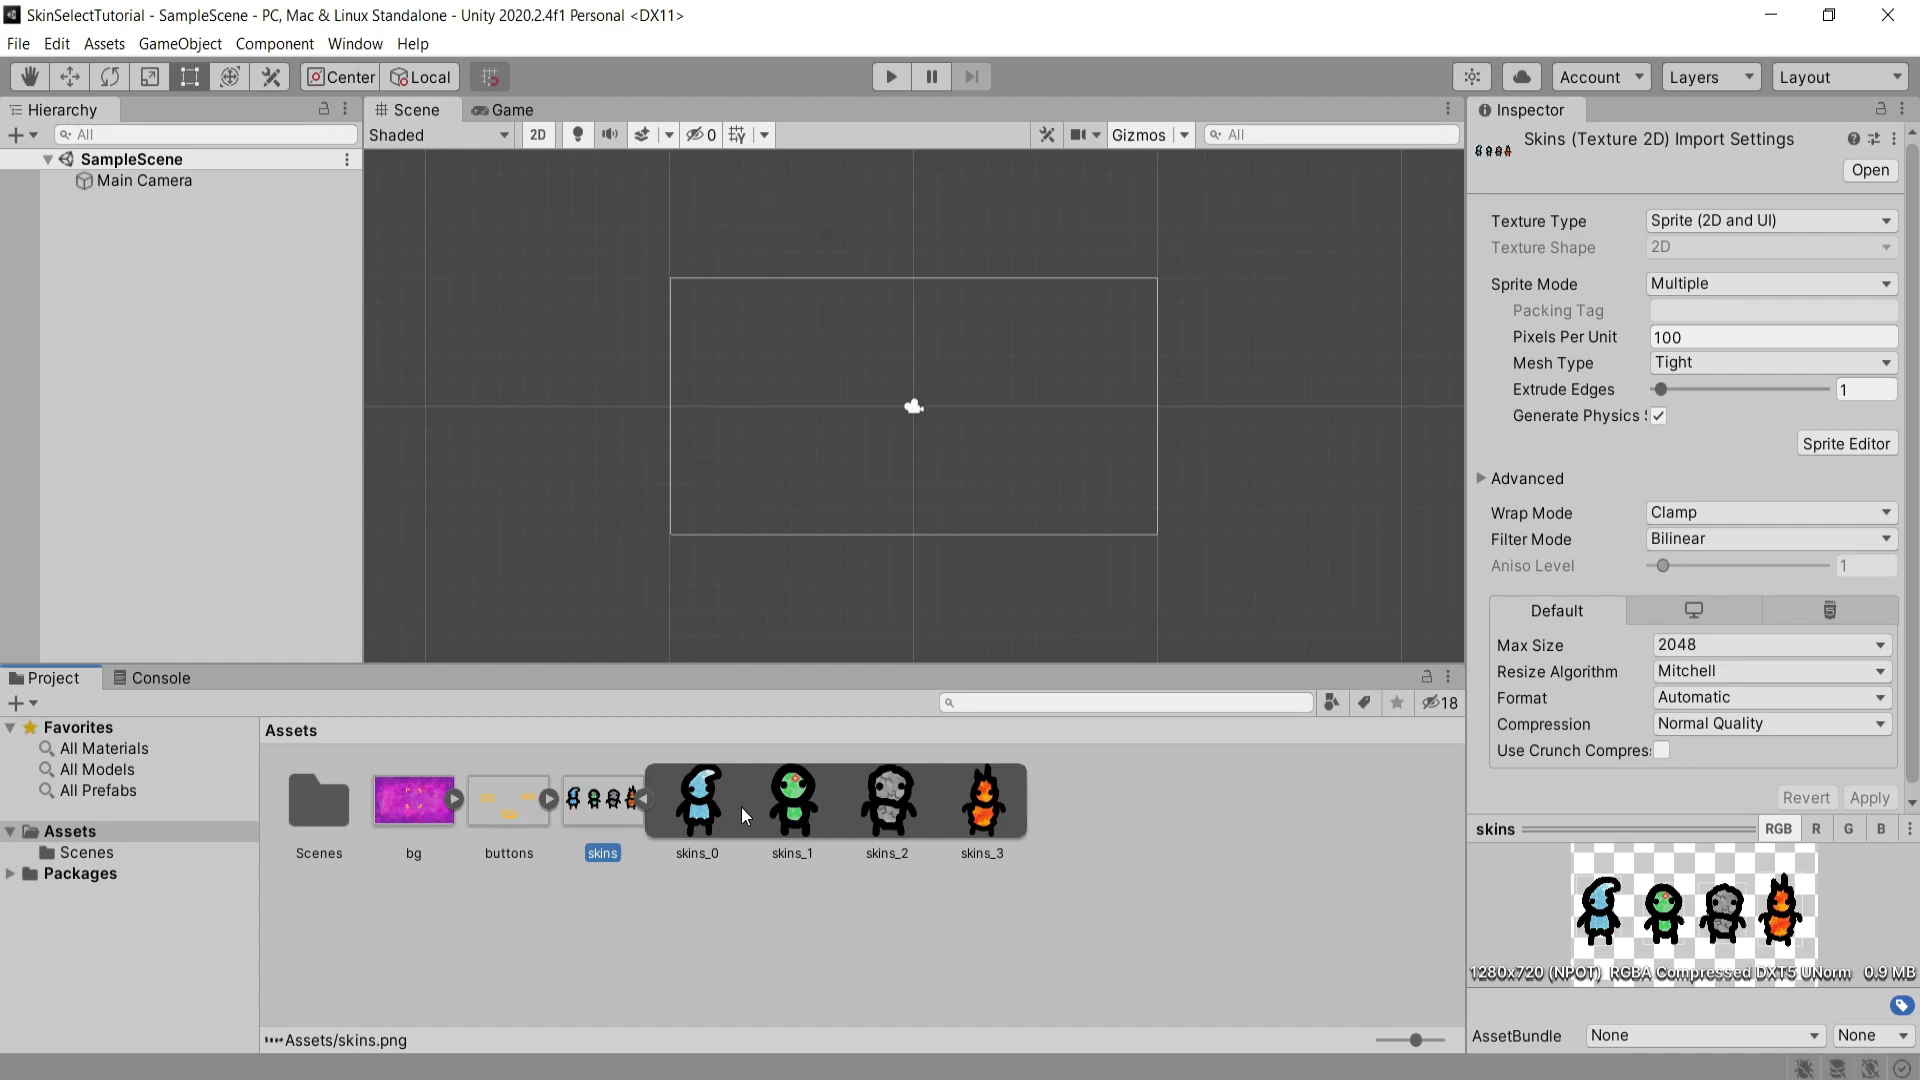 SkinSelectTutorial - SampleScene - PC, Mac & Linux Standalone - Unity 2020.2.4f1 Personal <DX11>
File Edit Assets GameObject Component Window Help
Center Local Account Layers Layout
Hierarchy
All
SampleScene
Main Camera
Scene Game
Shaded 2D 0 Gizmos All
Inspector
Skins (Texture 2D) Import Settings
Open
Texture Type Sprite (2D and UI)
Texture Shape 2D
Sprite Mode Multiple
Packing Tag
Pixels Per Unit 100
Mesh Type Tight
Extrude Edges 1
Generate Physics
Sprite Editor
Advanced
Wrap Mode Clamp
Filter Mode Bilinear
Aniso Level 1
Default
Max Size 2048
Resize Algorithm Mitchell
Format Automatic
Compression Normal Quality
Use Crunch Compres
Revert Apply
skins RGB R G B
1280x720 (NPOT) RGBA Compressed DXT5 UNorm 0.9 MB
AssetBundle None None
Project Console
18
Favorites
All Materials
All Models
All Prefabs
Assets
Scenes
Packages
Assets
Scenes bg buttons skins skins_0 skins_1 skins_2 skins_3
Assets/skins.png